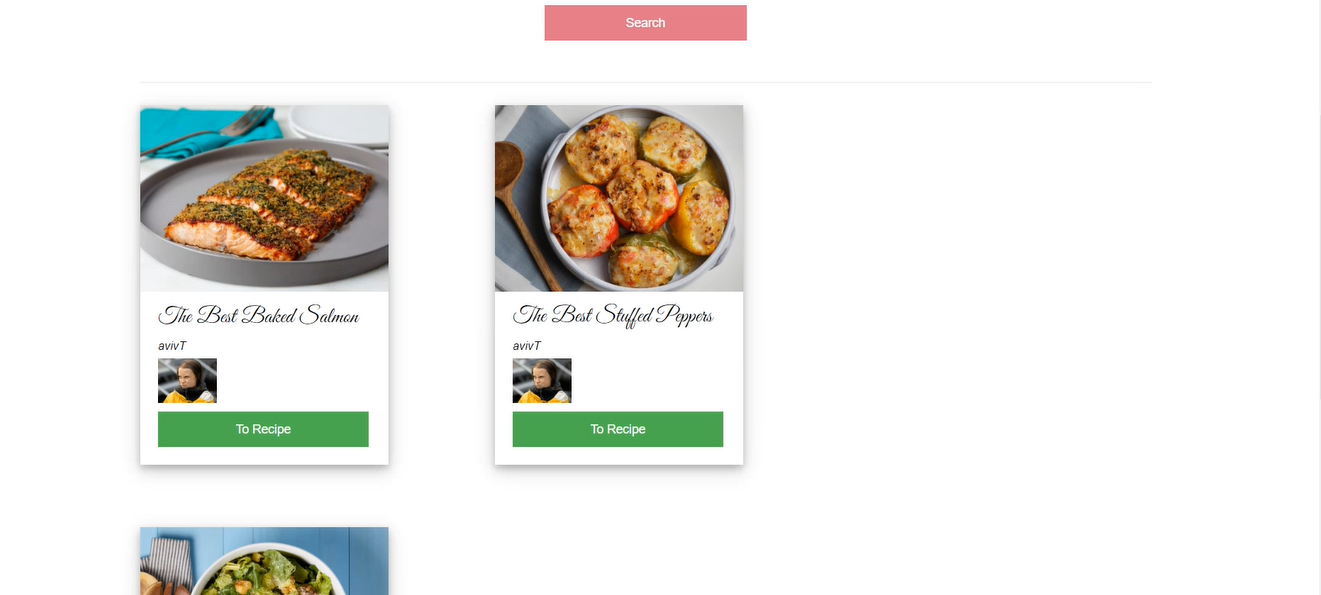 Search
The Best Baked Salmon
avivT
To Recipe
The Best Stuffed Peppers
avivT
To Recipe